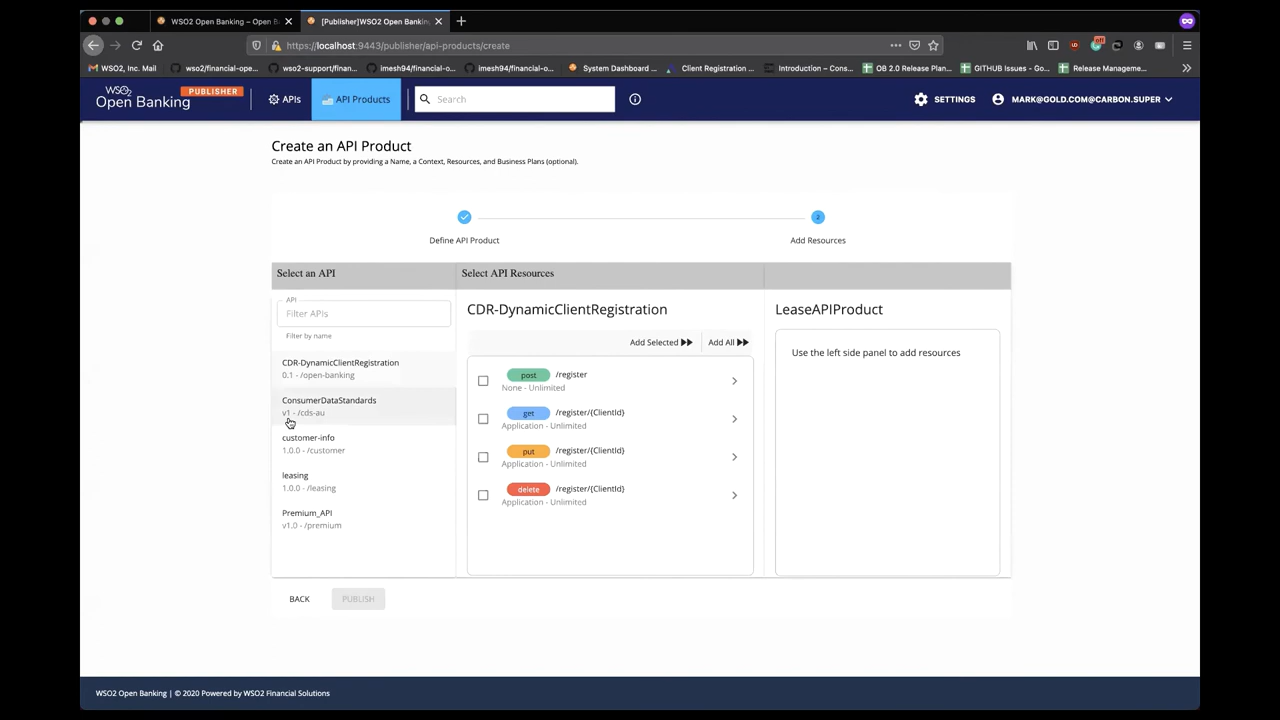 WSO2 Open Banking – Open B
[Publisher]WSO2 Open Banking
https://localhost:9443/publisher/api-products/create
WSO2, Inc. Mail
wso2/financial-ope...
wso2-support/finan...
imesh94/financial-o...
imesh94/financial-o...
System Dashboard ...
Client Registration ...
Introduction – Cons...
OB 2.0 Release Plan...
GITHUB Issues - Go...
Release Manageme...
off
WSO2
Open Banking
PUBLISHER
APIs
API Products
Search
SETTINGS
MARK@GOLD.COM@CARBON.SUPER
Create an API Product
Create an API Product by providing a Name, a Context, Resources, and Business Plans (optional).
2
Define API Product
Add Resources
Select an API
Select API Resources
API
Filter APIs
Filter by name
CDR-DynamicClientRegistration
0.1 - /open-banking
ConsumerDataStandards
v1 - /cds-au
customer-info
1.0.0 - /customer
leasing
1.0.0 - /leasing
Premium_API
v1.0 - /premium
CDR-DynamicClientRegistration
Add Selected
Add All
post /register
None - Unlimited
get /register/{ClientId}
Application - Unlimited
put /register/{ClientId}
Application - Unlimited
delete /register/{ClientId}
Application - Unlimited
LeaseAPIProduct
Use the left side panel to add resources
BACK
PUBLISH
WSO2 Open Banking | © 2020 Powered by WSO2 Financial Solutions